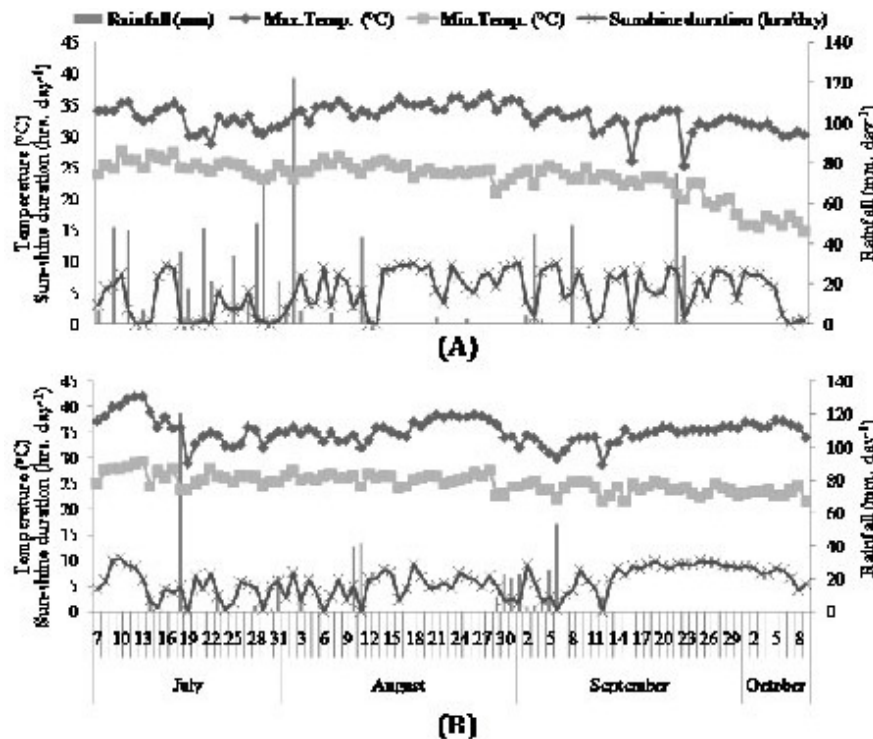 Rainfall (mm) Max.Temp. (°C) Min.Temp. (°C) Sunshine duration (hrs/day)
45 140
40 120
35 100
30
25 80
20 60
15 40
10
5 20
0 0
Temperature (°C)
Sun-shine duration (hrs. day⁻¹)
Rainfall (mm. day⁻¹)
(A)
45 140
40 120
35 100
30
25 80
20 60
15 40
10
5 20
0 0
Temperature (°C)
Sun-shine duration (hrs. day⁻¹)
Rainfall (mm. day⁻¹)
7 10 13 16 19 22 25 28 31 3 6 9 12 15 18 21 24 27 30 2 5 8 11 14 17 20 23 26 29 2 5 8
July August September October
(B)